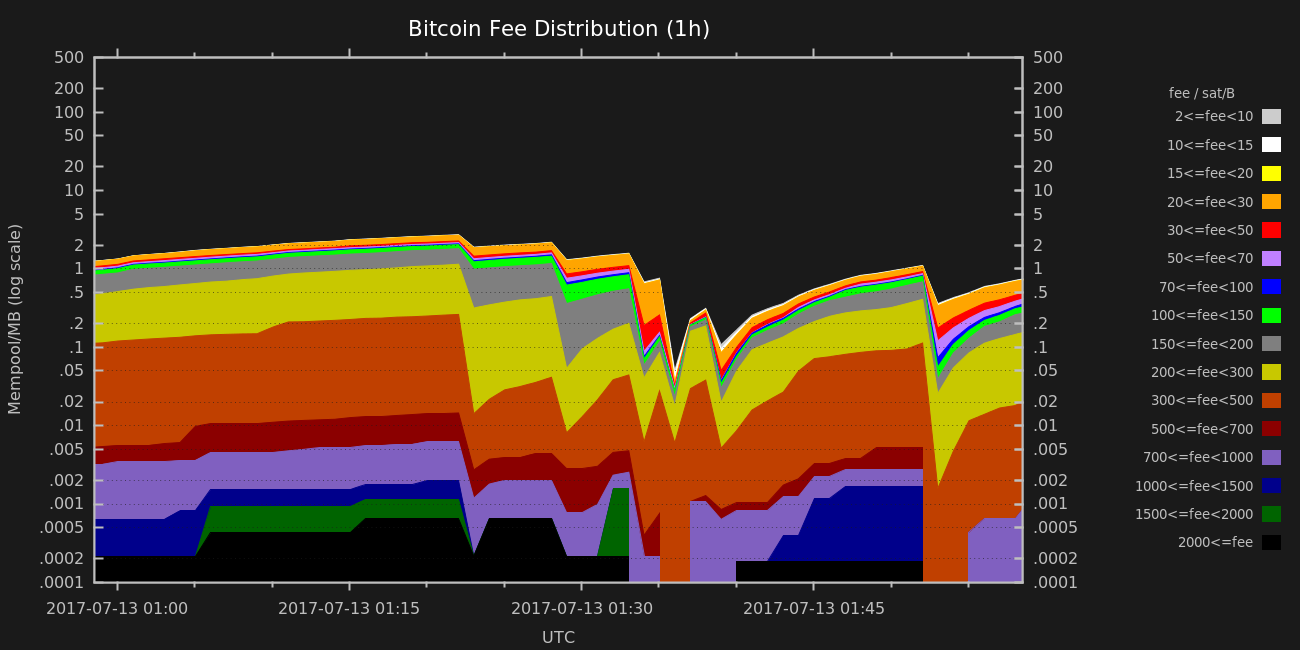 Bitcoin Fee Distribution (1h)
Mempool/MB (log scale)
500
200
100
50
20
10
5
2
1
.5
.2
.1
.05
.02
.01
.005
.002
.001
.0005
.0002
.0001
500
200
100
50
20
10
5
2
1
.5
.2
.1
.05
.02
.01
.005
.002
.001
.0005
.0002
.0001
2017-07-13 01:00
2017-07-13 01:15
2017-07-13 01:30
2017-07-13 01:45
UTC
fee / sat/B
2<=fee<10
10<=fee<15
15<=fee<20
20<=fee<30
30<=fee<50
50<=fee<70
70<=fee<100
100<=fee<150
150<=fee<200
200<=fee<300
300<=fee<500
500<=fee<700
700<=fee<1000
1000<=fee<1500
1500<=fee<2000
2000<=fee